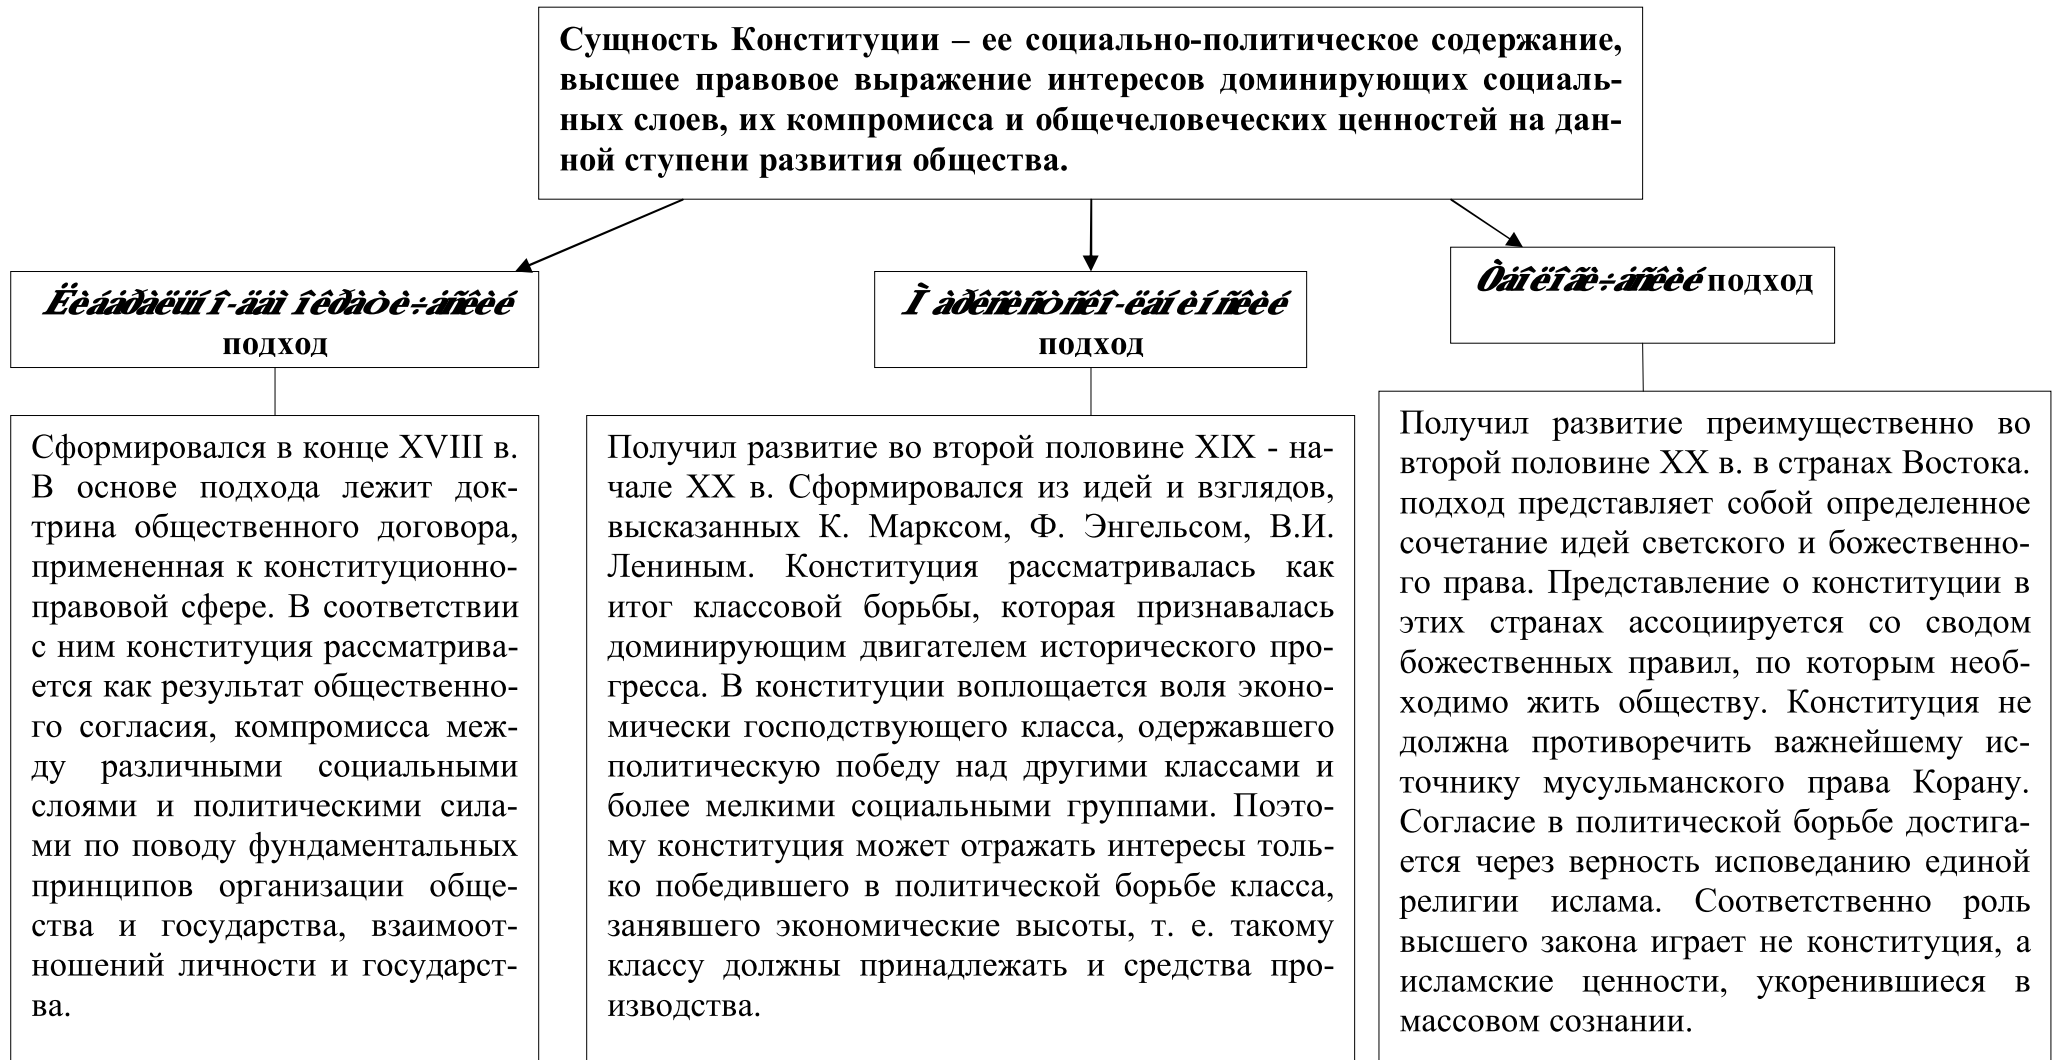 Сущность Конституции – ее социально-политическое содержание,
высшее правовое выражение интересов доминирующих социаль-
ных слоев, их компромисса и общечеловеческих ценностей на дан-
ной ступени развития общества.
Ëèáåðàëüíî-äåìîêðàòè÷åñêèé
подход
Сформировался в конце XVIII в.
В основе подхода лежит док-
трина общественного договора,
примененная к конституционно-
правовой сфере. В соответствии
с ним конституция рассматрива-
ется как результат общественно-
го согласия, компромисса меж-
ду различными социальными
слоями и политическими сила-
ми по поводу фундаментальных
принципов организации обще-
ства и государства, взаимоот-
ношений личности и государст-
ва.
Ìàðêñèñòñêî-ëåíèíñêèé
подход
Получил развитие во второй половине XIX - на-
чале XX в. Сформировался из идей и взглядов,
высказанных К. Марксом, Ф. Энгельсом, В.И.
Лениным. Конституция рассматривалась как
итог классовой борьбы, которая признавалась
доминирующим двигателем исторического про-
гресса. В конституции воплощается воля эконо-
мически господствующего класса, одержавшего
политическую победу над другими классами и
более мелкими социальными группами. Поэто-
му конституция может отражать интересы толь-
ко победившего в политической борьбе класса,
занявшего экономические высоты, т. е. такому
классу должны принадлежать и средства про-
изводства.
Òåîëîãè÷åñêèé подход
Получил развитие преимущественно во
второй половине XX в. в странах Востока.
подход представляет собой определенное
сочетание идей светского и божественно-
го права. Представление о конституции в
этих странах ассоциируется со сводом
божественных правил, по которым необ-
ходимо жить обществу. Конституция не
должна противоречить важнейшему ис-
точнику мусульманского права Корану.
Согласие в политической борьбе достига-
ется через верность исповеданию единой
религии ислама. Соответственно роль
высшего закона играет не конституция, а
исламские ценности, укоренившиеся в
массовом сознании.